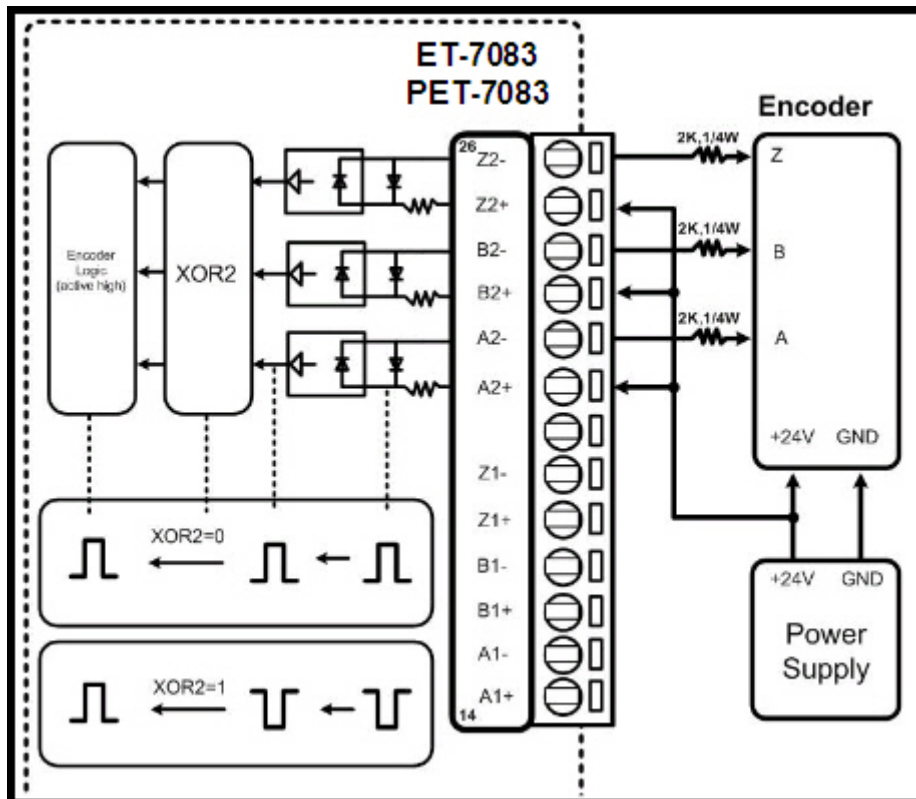 ET-7083
PET-7083
Encoder
2K,1/4W
Z
2K,1/4W
B
2K,1/4W
A
+24V GND
+24V GND
Power
Supply
26
Z2-
Z2+
B2-
B2+
A2-
A2+
Z1-
Z1+
B1-
B1+
A1-
A1+
14
Encoder
Logic
(active high)
XOR2
XOR2=0
XOR2=1